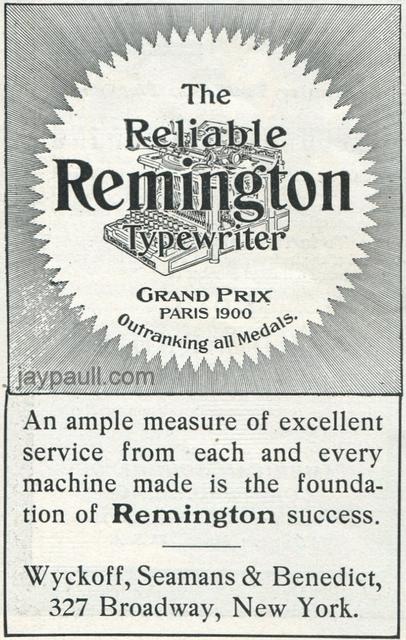 The
Reliable
Remington
Typewriter
GRAND PRIX
PARIS 1900
Outranking all Medals.
jaypaull.com
An ample measure of excellent
service from each and every
machine made is the founda-
tion of Remington success.
Wyckoff, Seamans & Benedict,
327 Broadway, New York.